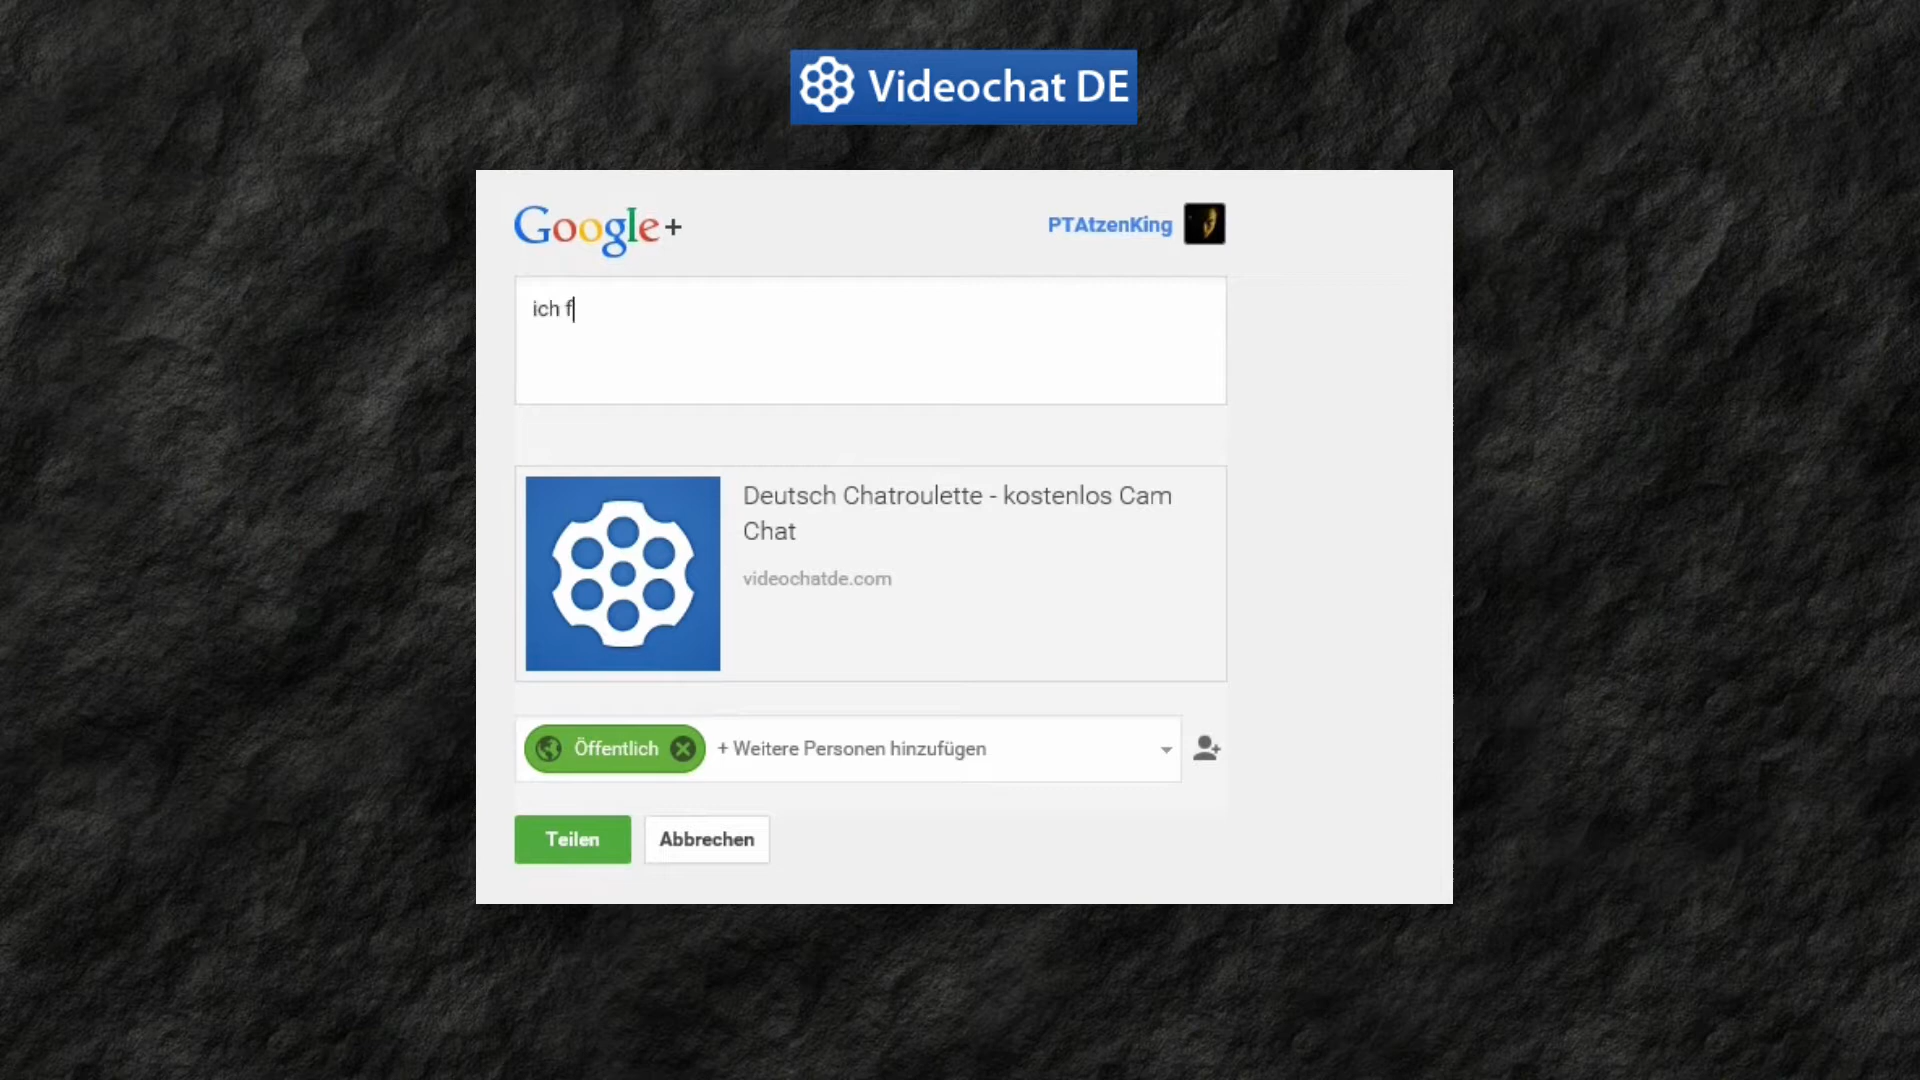 Videochat DE
Google+
PTAtzenKing
ich f
Deutsch Chatroulette - kostenlos Cam
Chat
videochatde.com
Öffentlich + Weitere Personen hinzufügen
Teilen Abbrechen